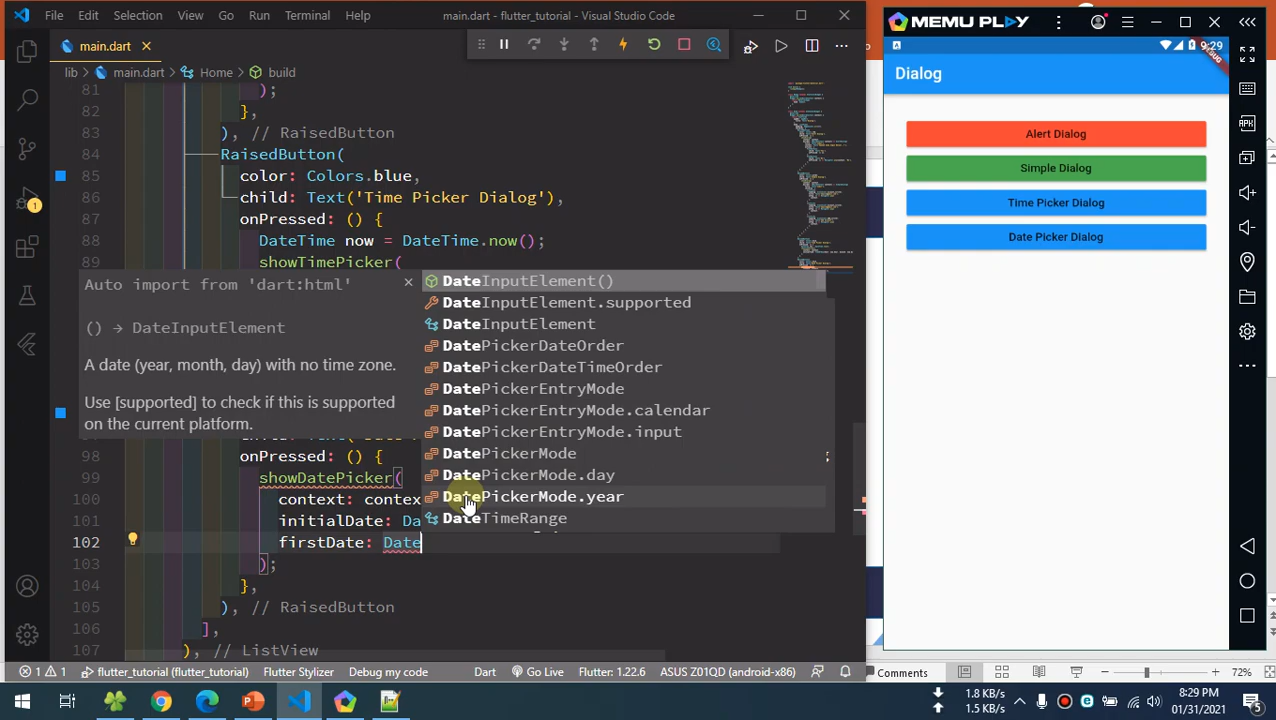 File Edit Selection View Go Run Terminal Help main.dart - flutter_tutorial - Visual Studio Code
main.dart
lib main.dart Home build
81 );
82 },
83 ), // RaisedButton
84 RaisedButton(
85 color: Colors.blue,
86 child: Text('Time Picker Dialog'),
87 onPressed: () {
88 DateTime now = DateTime.now();
89 showTimePicker(
Auto import from 'dart:html'
() → DateInputElement
A date (year, month, day) with no time zone.
Use [supported] to check if this is supported
on the current platform.
DateInputElement()
DateInputElement.supported
DateInputElement
DatePickerDateOrder
DatePickerDateTimeOrder
DatePickerEntryMode
DatePickerEntryMode.calendar
DatePickerEntryMode.input
DatePickerMode
DatePickerMode.day
DatePickerMode.year
DateTimeRange
98 onPressed: () {
99 showDatePicker(
100 context: contex
101 initialDate: Da
102 firstDate: Date
103 );
104 },
105 ), // RaisedButton
106 ],
107 ), // ListView
1
1 1 flutter_tutorial (flutter_tutorial) Flutter Stylizer Debug my code Dart Go Live Flutter: 1.22.6 ASUS Z01QD (android-x86)
MEMU PLAY
9:29
Dialog
Alert Dialog
Simple Dialog
Time Picker Dialog
Date Picker Dialog
Comments 72%
1.8 KB/s
1.5 KB/s
8:29 PM
01/31/2021
5